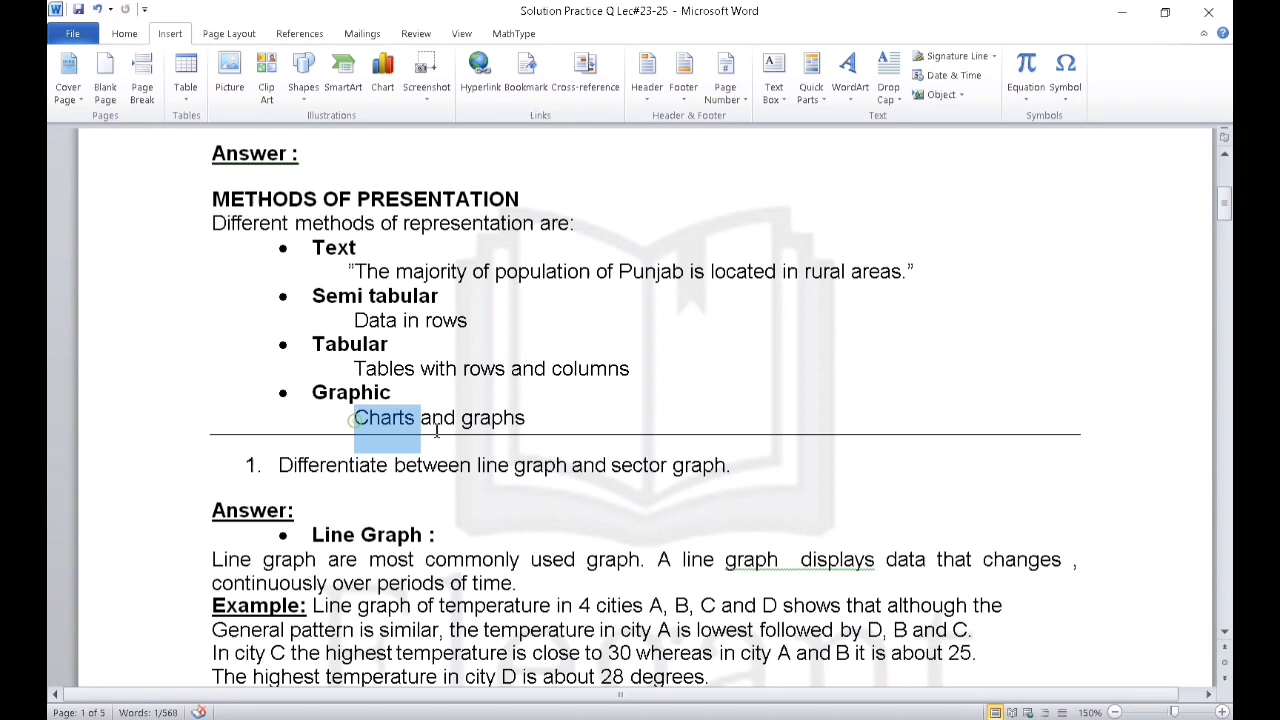 Solution Practice Q Lec#23-25 - Microsoft Word
File Home Insert Page Layout References Mailings Review View MathType
Cover Page Blank Page Page Break Table Picture Clip Art Shapes SmartArt Chart Screenshot Hyperlink Bookmark Cross-reference Header Footer Page Number Text Box Quick Parts WordArt Drop Cap Signature Line Date & Time Object Equation Symbol
Pages Tables Illustrations Links Header & Footer Text Symbols
Answer :
METHODS OF PRESENTATION
Different methods of representation are:
• Text
"The majority of population of Punjab is located in rural areas.”
• Semi tabular
Data in rows
• Tabular
Tables with rows and columns
• Graphic
Charts and graphs
1. Differentiate between line graph and sector graph.
Answer:
• Line Graph :
Line graph are most commonly used graph. A line graph displays data that changes ,
continuously over periods of time.
Example: Line graph of temperature in 4 cities A, B, C and D shows that although the
General pattern is similar, the temperature in city A is lowest followed by D, B and C.
In city C the highest temperature is close to 30 whereas in city A and B it is about 25.
The highest temperature in city D is about 28 degrees.
Page: 1 of 5 Words: 1/568 150%